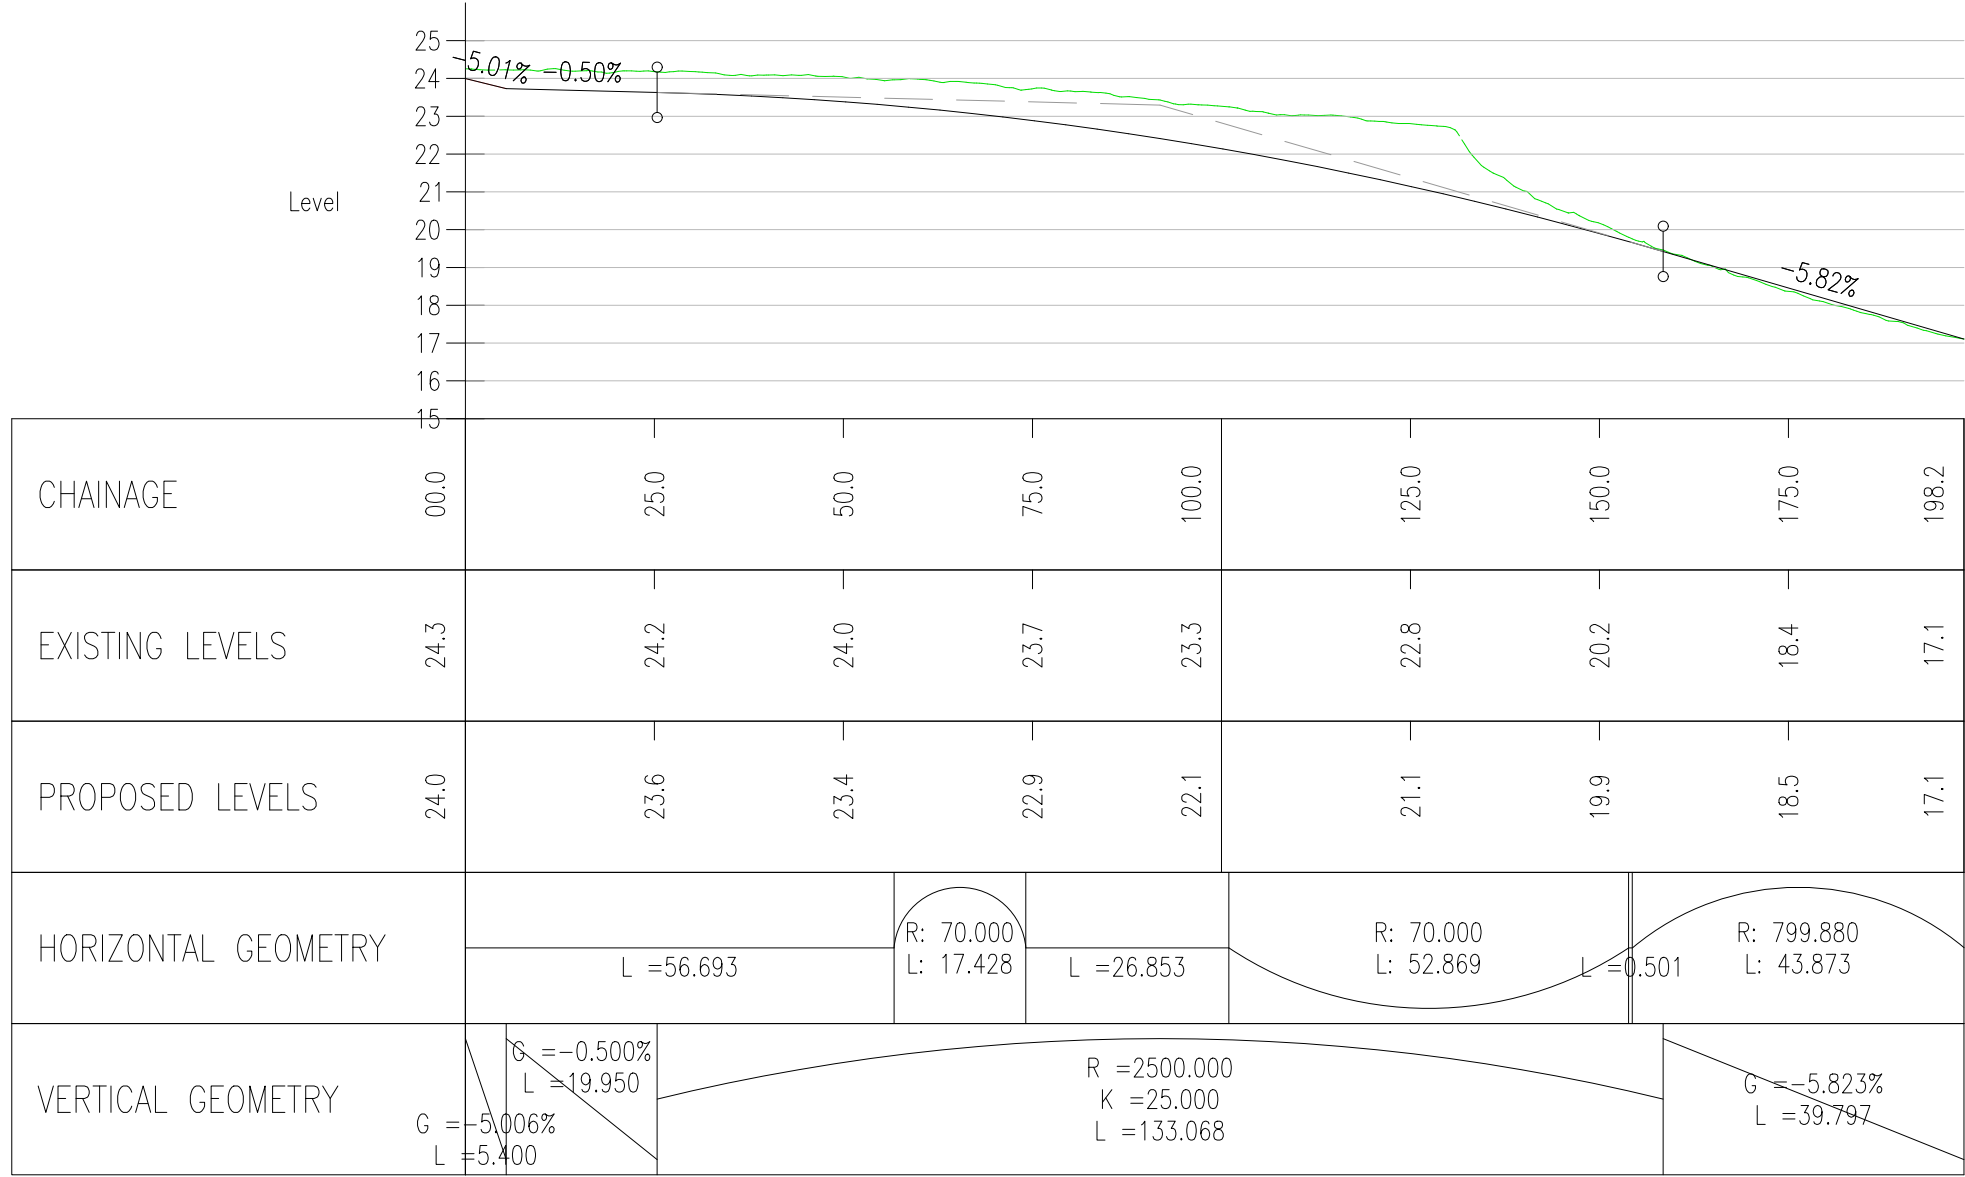 25
-5.01% -0.50%
24
23
22
21
Level
20
19
-5.82%
18
17
16
15
CHAINAGE 00.0 25.0 50.0 75.0 100.0 125.0 150.0 175.0 198.2
EXISTING LEVELS 24.3 24.2 24.0 23.7 23.3 22.8 20.2 18.4 17.1
PROPOSED LEVELS 24.0 23.6 23.4 22.9 22.1 21.1 19.9 18.5 17.1
HORIZONTAL GEOMETRY
L =56.693
R: 70.000
L: 17.428
L =26.853
R: 70.000
L: 52.869
L =0.501
R: 799.880
L: 43.873
VERTICAL GEOMETRY
G =-5.006%
L =5.400
G =-0.500%
L =19.950
R =2500.000
K =25.000
L =133.068
G =-5.823%
L =39.797